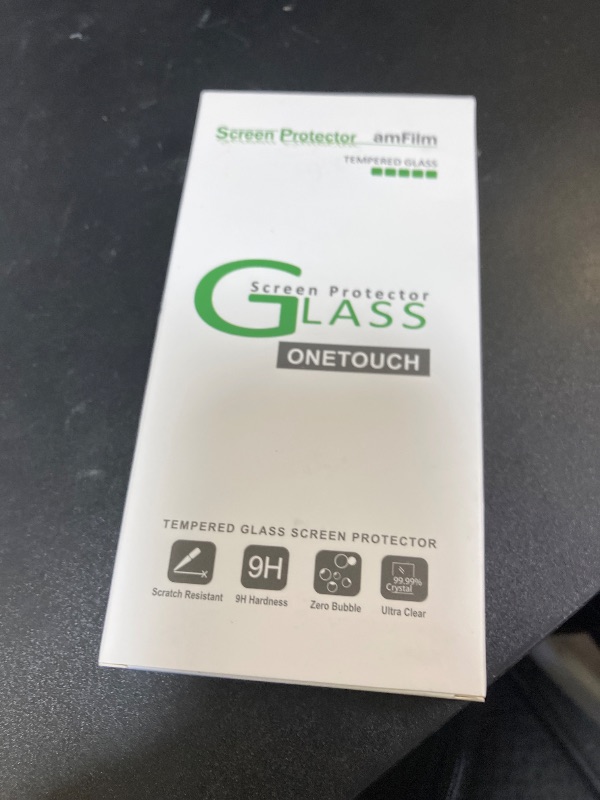 Screen Protector amFilm
TEMPERED GLASS
Screen Protector
GLASS
ONETOUCH
TEMPERED GLASS SCREEN PROTECTOR
9H
99.99%
Crystal
Scratch Resistant 9H Hardness Zero Bubble Ultra Clear